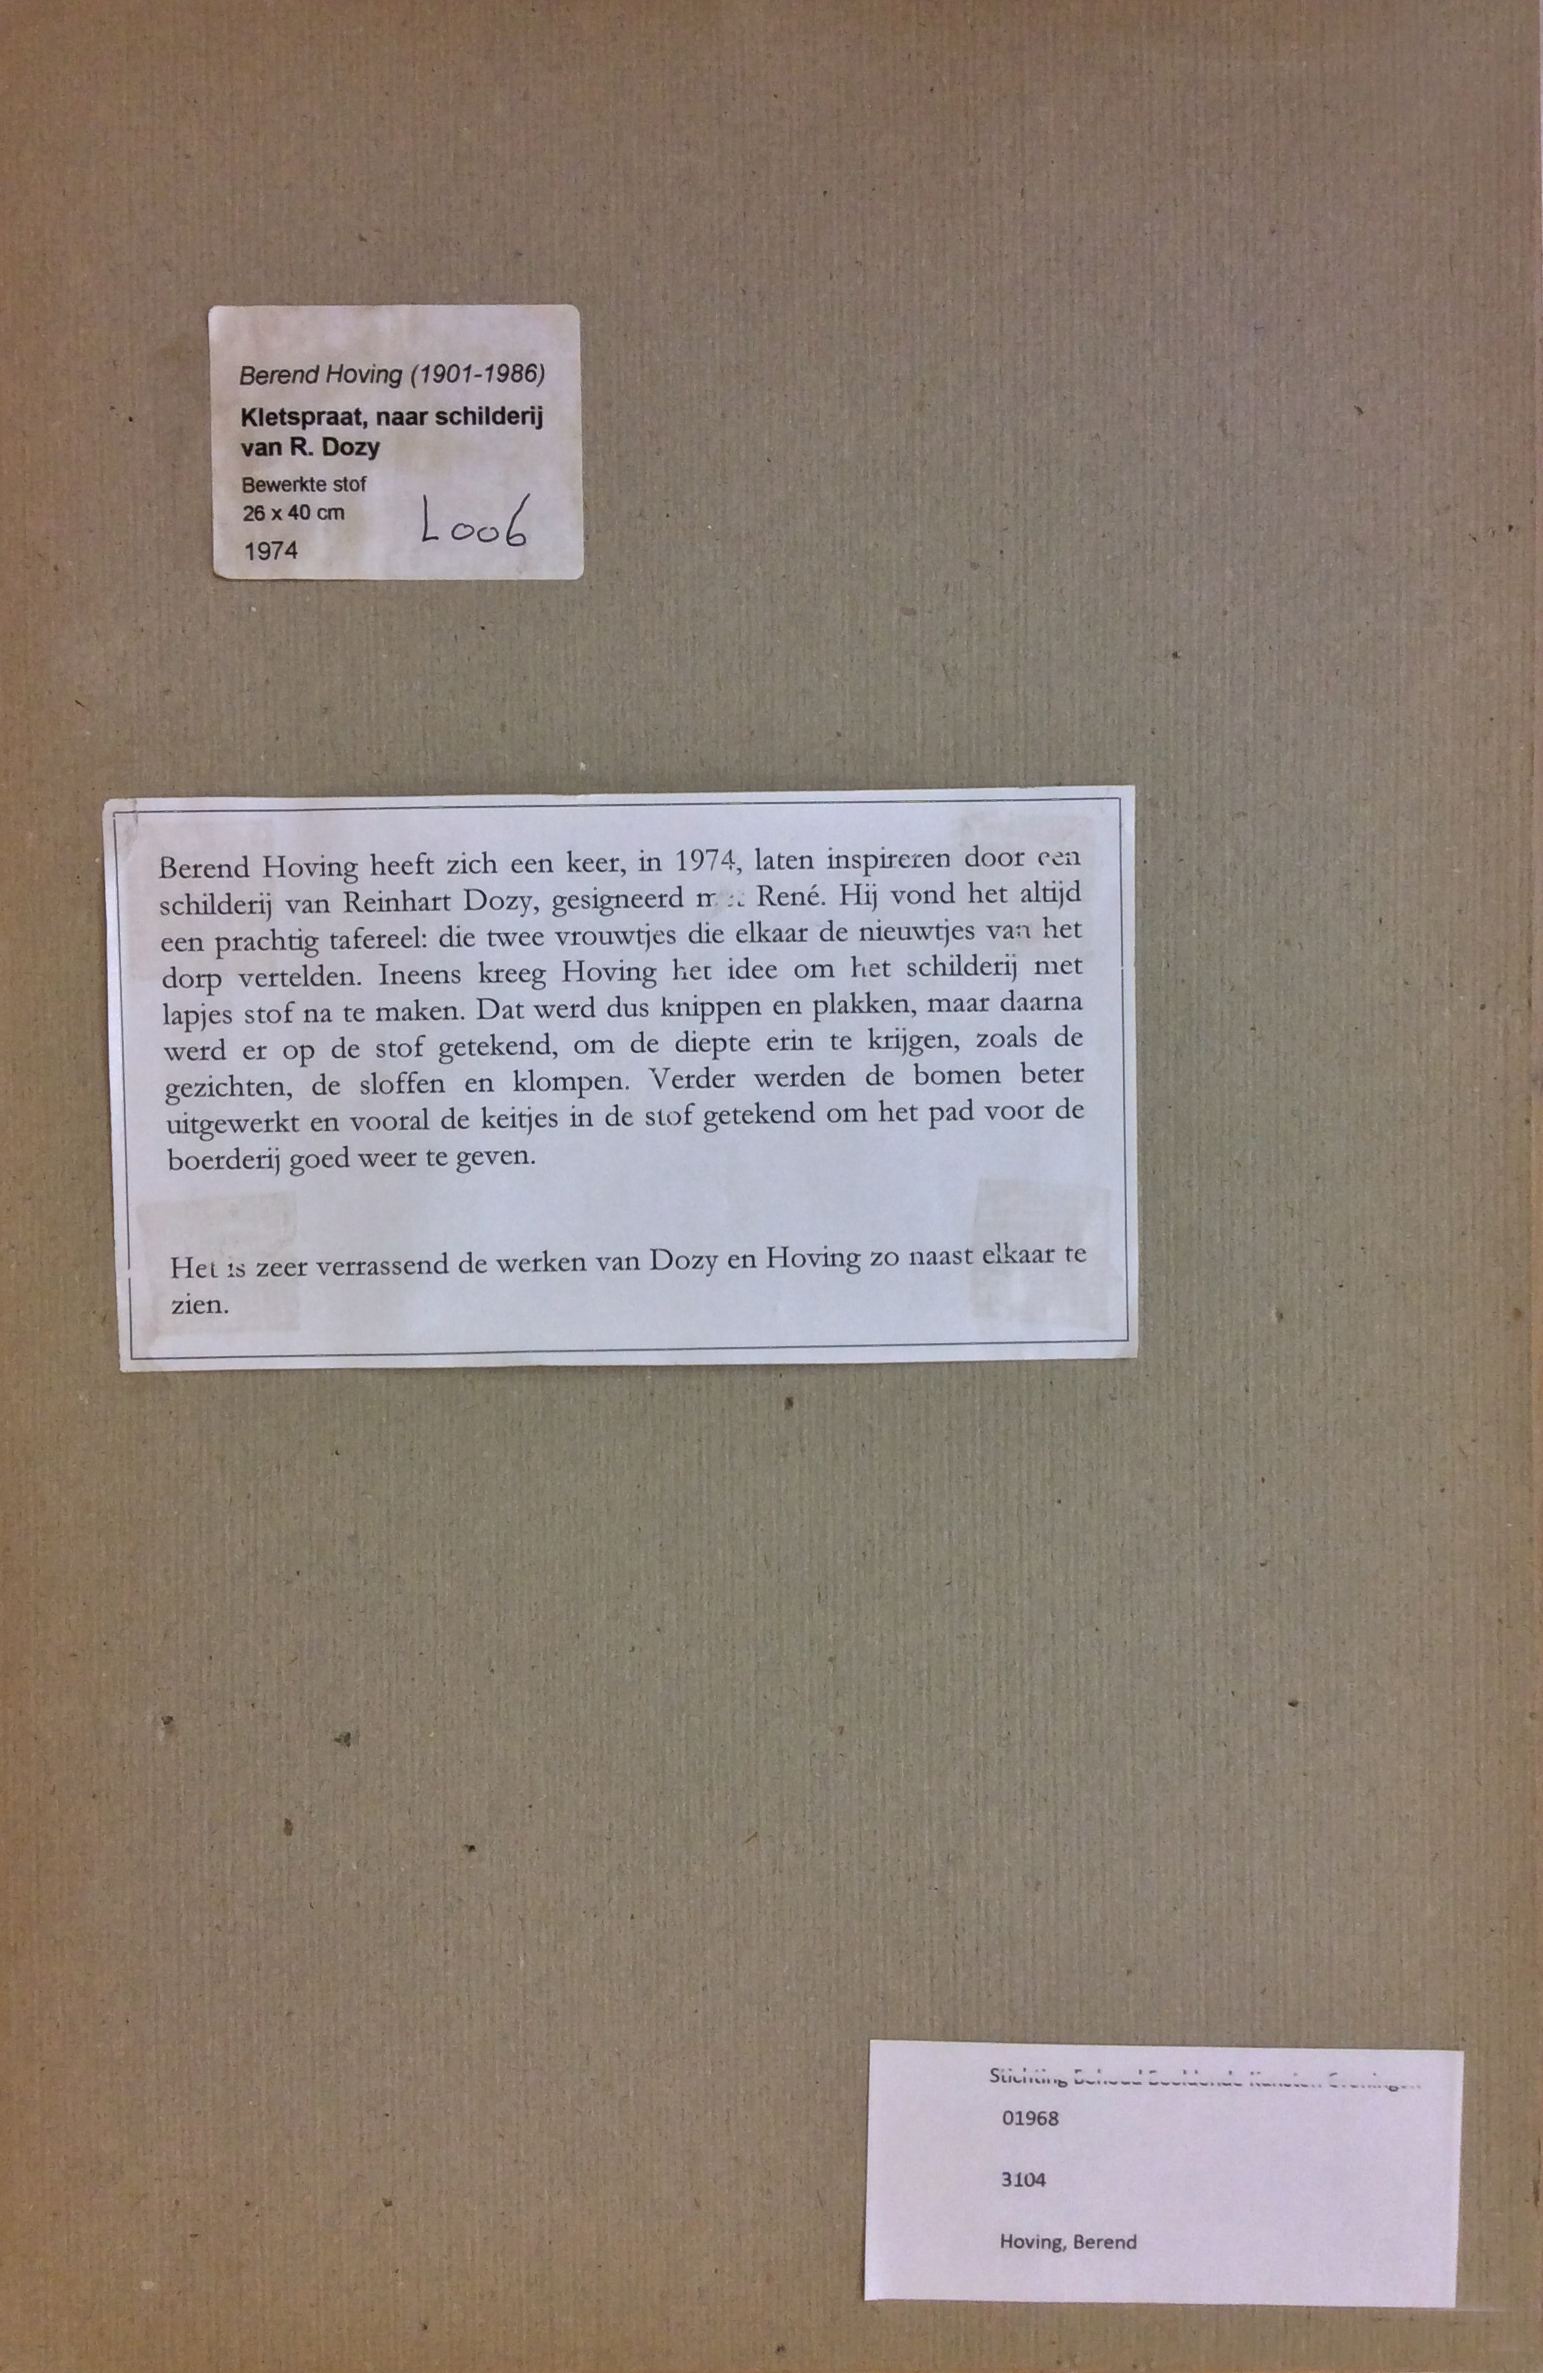 Berend Hoving (1901-1986)
Kletspraat, naar schilderij
van R. Dozy
Bewerkte stof
26 x 40 cm
1974
L006
Berend Hoving heeft zich een keer, in 1974, laten inspireren door een
schilderij van Reinhart Dozy, gesigneerd met René. Hij vond het altijd
een prachtig tafereel: die twee vrouwtjes die elkaar de nieuwtjes van het
dorp vertelden. Ineens kreeg Hoving het idee om het schilderij met
lapjes stof na te maken. Dat werd dus knippen en plakken, maar daarna
werd er op de stof getekend, om de diepte erin te krijgen, zoals de
gezichten, de sloffen en klompen. Verder werden de bomen beter
uitgewerkt en vooral de keitjes in de stof getekend om het pad voor de
boerderij goed weer te geven.
Het is zeer verrassend de werken van Dozy en Hoving zo naast elkaar te
zien.
Stichting Behoud Beeldende Kunsten Groningen
01968
3104
Hoving, Berend